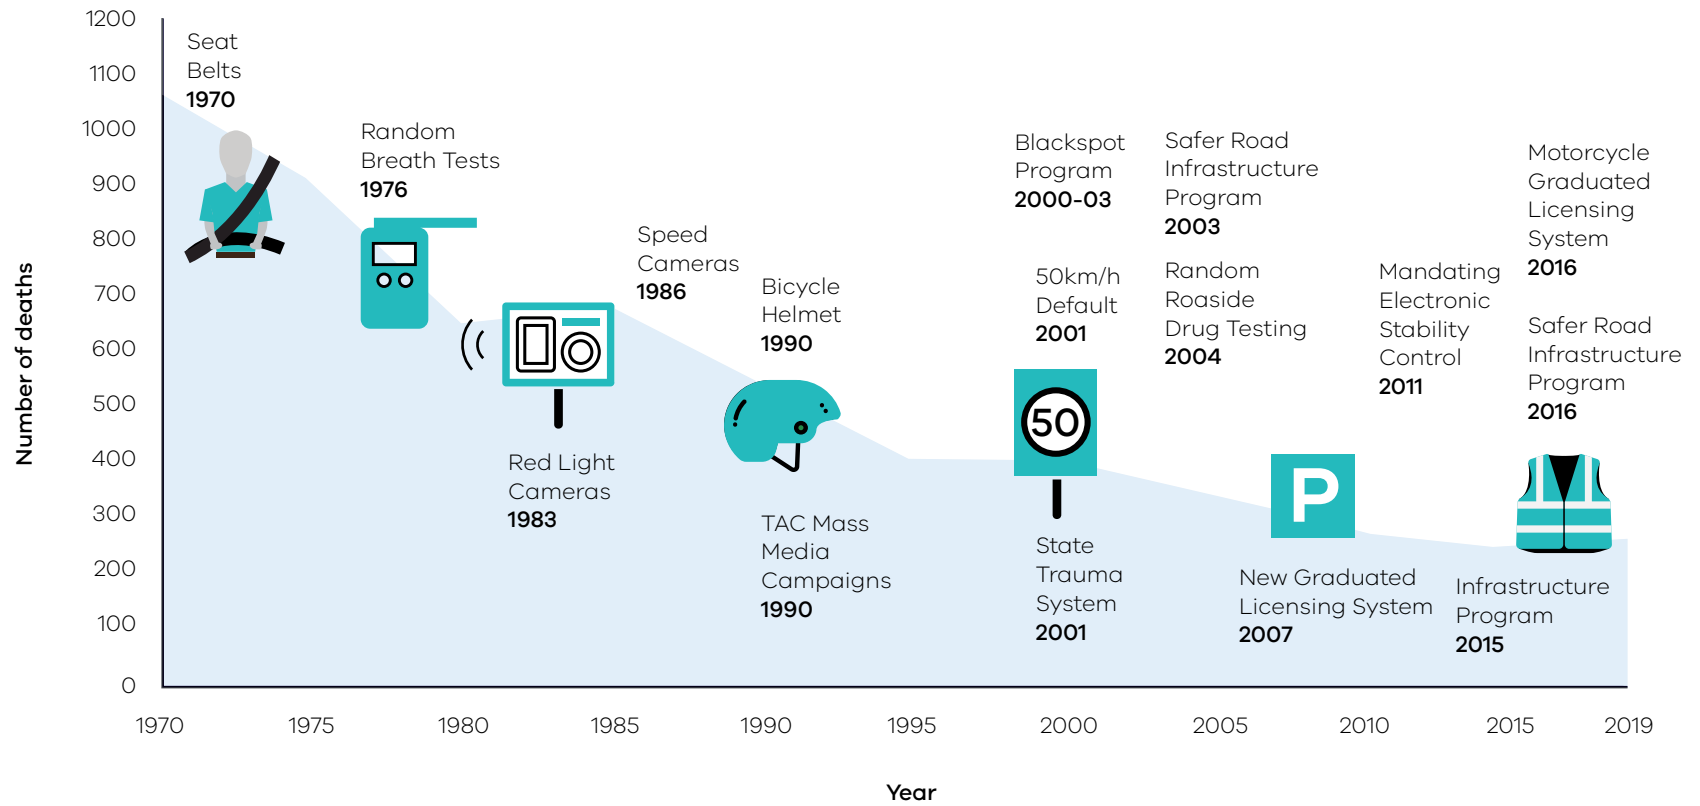 1200
1100
1000
900
800
700
600
500
400
300
200
100
0
Number of deaths
Seat
Belts
1970
Random
Breath Tests
1976
Red Light
Cameras
1983
Speed
Cameras
1986
Bicycle
Helmet
1990
TAC Mass
Media
Campaigns
1990
Blackspot
Program
2000-03
50km/h
Default
2001
50
State
Trauma
System
2001
Safer Road
Infrastructure
Program
2003
Random
Roaside
Drug Testing
2004
P
New Graduated
Licensing System
2007
Mandating
Electronic
Stability
Control
2011
Infrastructure
Program
2015
Motorcycle
Graduated
Licensing
System
2016
Safer Road
Infrastructure
Program
2016
1970
1975
1980
1985
1990
1995
2000
2005
2010
2015
2019
Year